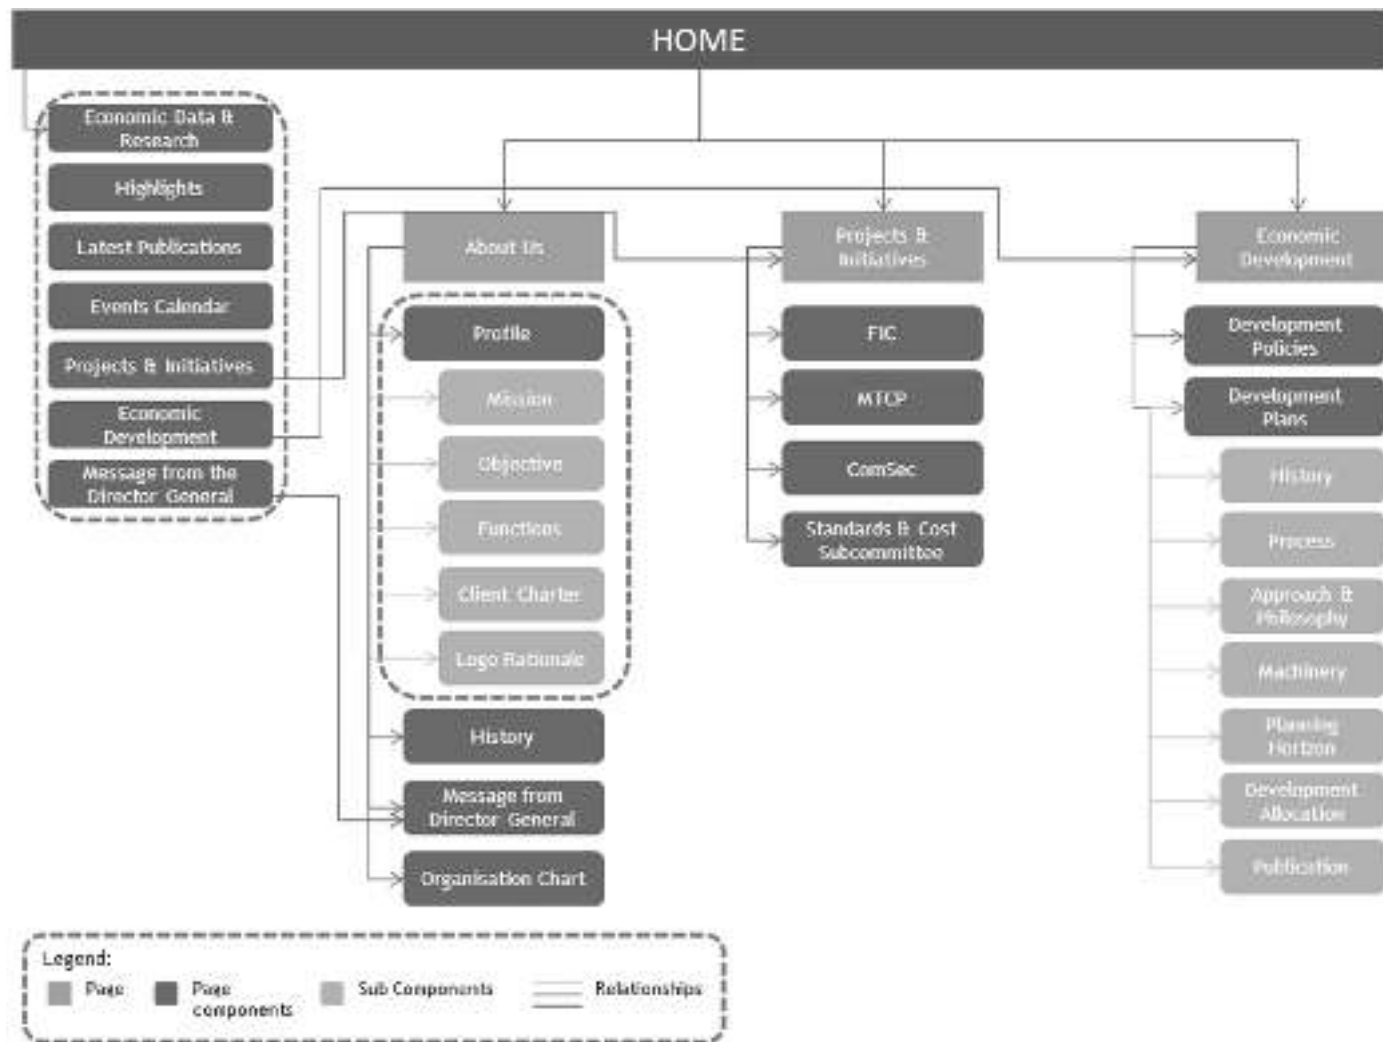 HOME
Economic Data &
Research
Highlights
Latest Publications
Events Calendar
Projects & Initiatives
Economic
Development
Message from the
Director General
About Us
Profile
Mission
Objective
Functions
Client Charter
Logo Rationale
History
Message from
Director General
Organisation Chart
Projects &
Initiatives
FIC
MTCP
ComSec
Standards & Cost
Subcommittee
Economic
Development
Development
Policies
Development
Plans
History
Process
Approach &
Philosophy
Machinery
Planning
Horizon
Development
Allocation
Publication
Legend:
Page
Page
components
Sub Components
Relationships